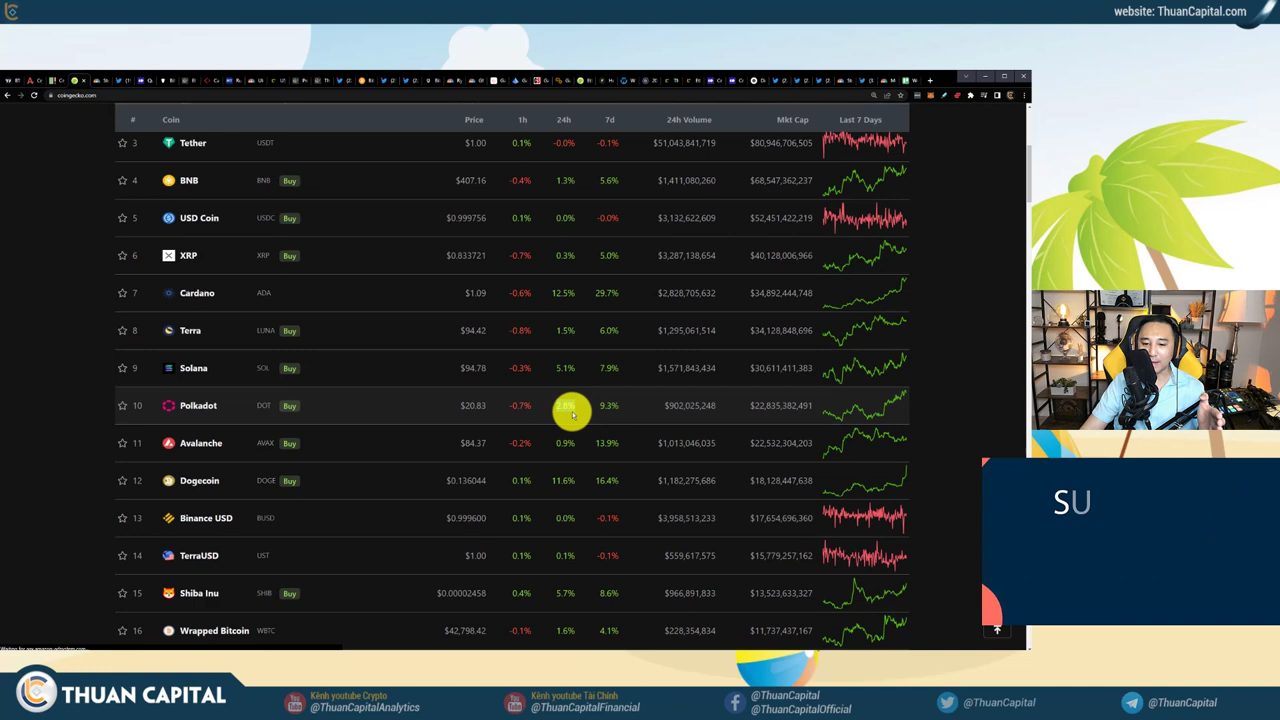 website: ThuanCapital.com
coingecko.com
# Coin Price 1h 24h 7d 24h Volume Mkt Cap Last 7 Days
3 Tether USDT $1.00 0.1% -0.0% -0.1% $51,043,841,719 $80,946,706,505
4 BNB BNB Buy $407.16 -0.4% 1.3% 5.6% $1,411,080,260 $68,547,362,237
5 USD Coin USDC $0.999756 0.1% 0.0% -0.0% $3,132,622,609 $52,451,422,219
6 XRP XRP Buy $0.833721 -0.7% 0.3% 5.0% $3,287,138,654 $40,128,006,966
7 Cardano ADA $1.09 -0.6% 12.5% 29.7% $2,828,705,632 $34,892,444,748
8 Terra LUNA Buy $94.42 -0.8% 1.5% 6.0% $1,295,061,514 $34,128,848,696
9 Solana SOL Buy $94.78 -0.3% 5.1% 7.9% $1,571,843,434 $30,611,411,383
10 Polkadot DOT Buy $20.83 -0.7% 2.8% 9.3% $902,025,248 $22,835,382,491
11 Avalanche AVAX Buy $84.37 -0.2% 0.9% 13.9% $1,013,046,035 $22,532,304,203
12 Dogecoin DOGE Buy $0.136044 0.1% 11.6% 16.4% $1,182,275,686 $18,128,447,638
13 Binance USD BUSD $0.999600 0.1% 0.0% -0.1% $3,958,513,233 $17,654,696,360
14 TerraUSD UST $1.00 0.1% 0.1% -0.1% $559,617,575 $15,779,257,162
15 Shiba Inu SHIB Buy $0.00002458 0.4% 5.7% 8.6% $966,891,833 $13,523,633,327
16 Wrapped Bitcoin WBTC $42,798.42 -0.1% 1.6% 4.1% $228,354,834 $11,737,437,167
SU
THUAN CAPITAL
Kênh youtube Crypto
@ThuanCapitalAnalytics
Kênh youtube Tài Chính
@ThuanCapitalFinancial
@ThuanCapital
@ThuanCapitalOfficial
@ThuanCapital
@ThuanCapital